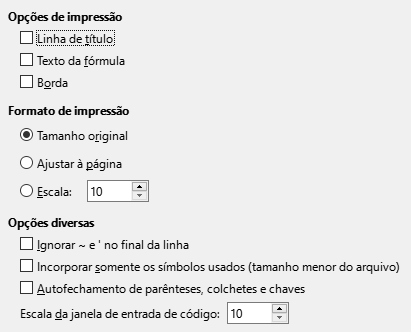 Opções de impressão
Linha de título
Texto da fórmula
Borda
Formato de impressão
Tamanho original
Ajustar à página
Escala: 10
Opções diversas
Ignorar ~ e ' no final da linha
Incorporar somente os símbolos usados (tamanho menor do arquivo)
Autofechamento de parênteses, colchetes e chaves
Escala da janela de entrada de código: 10